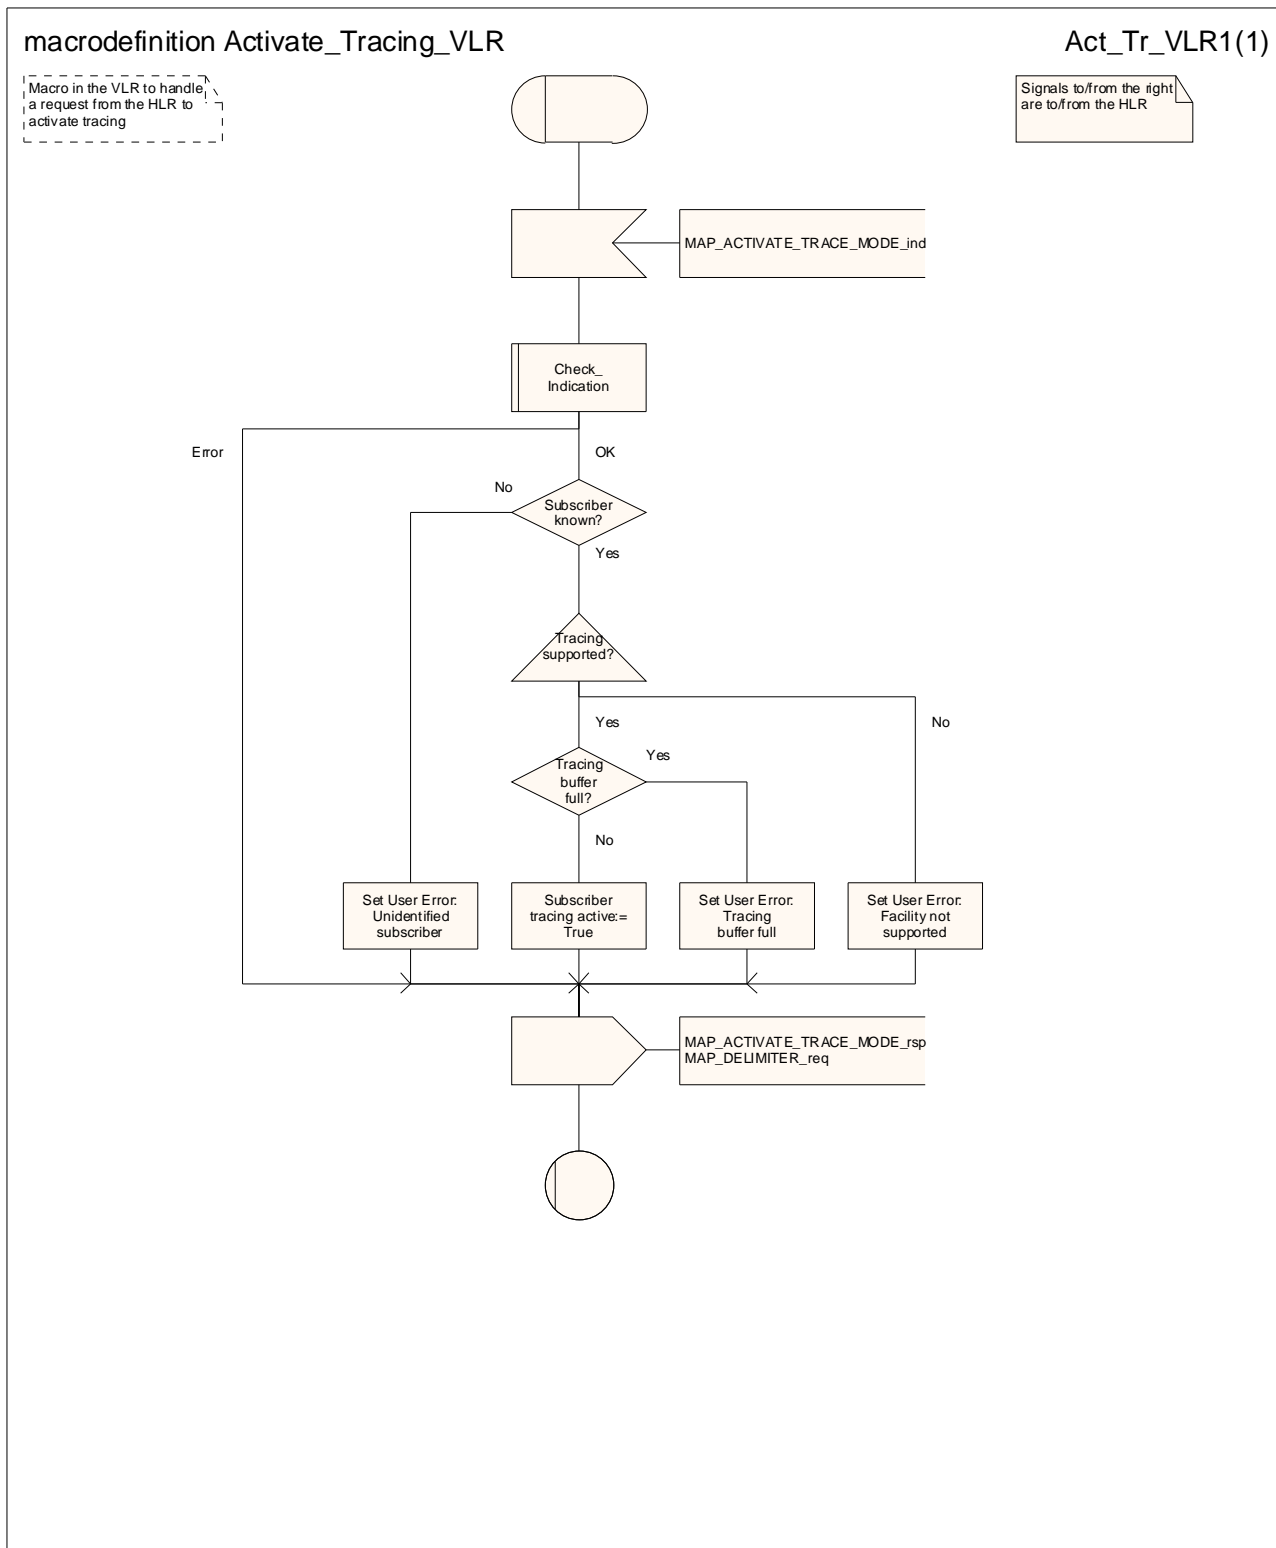 macrodefinition Activate_Tracing_VLR
Act_Tr_VLR1(1)
Macro in the VLR to handle
a request from the HLR to
activate tracing
Signals to/from the right
are to/from the HLR
MAP_ACTIVATE_TRACE_MODE_ind
Check_
Indication
Error
OK
No
Subscriber
known?
Yes
Tracing
supported?
Yes
No
Yes
Tracing
buffer
full?
No
Set User Error:
Unidentified
subscriber
Subscriber
tracing active:=
True
Set User Error:
Tracing
buffer full
Set User Error:
Facility not
supported
MAP_ACTIVATE_TRACE_MODE_rsp
MAP_DELIMITER_req